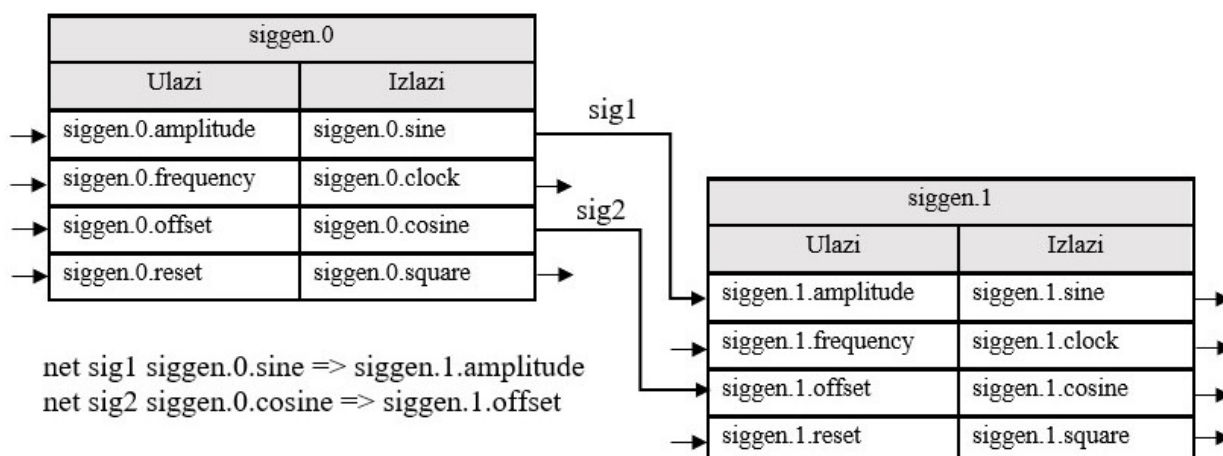 siggen.0
Ulazi Izlazi
siggen.0.amplitude siggen.0.sine
siggen.0.frequency siggen.0.clock
siggen.0.offset siggen.0.cosine
siggen.0.reset siggen.0.square
sig1
sig2
siggen.1
Ulazi Izlazi
siggen.1.amplitude siggen.1.sine
siggen.1.frequency siggen.1.clock
siggen.1.offset siggen.1.cosine
siggen.1.reset siggen.1.square
net sig1 siggen.0.sine => siggen.1.amplitude
net sig2 siggen.0.cosine => siggen.1.offset